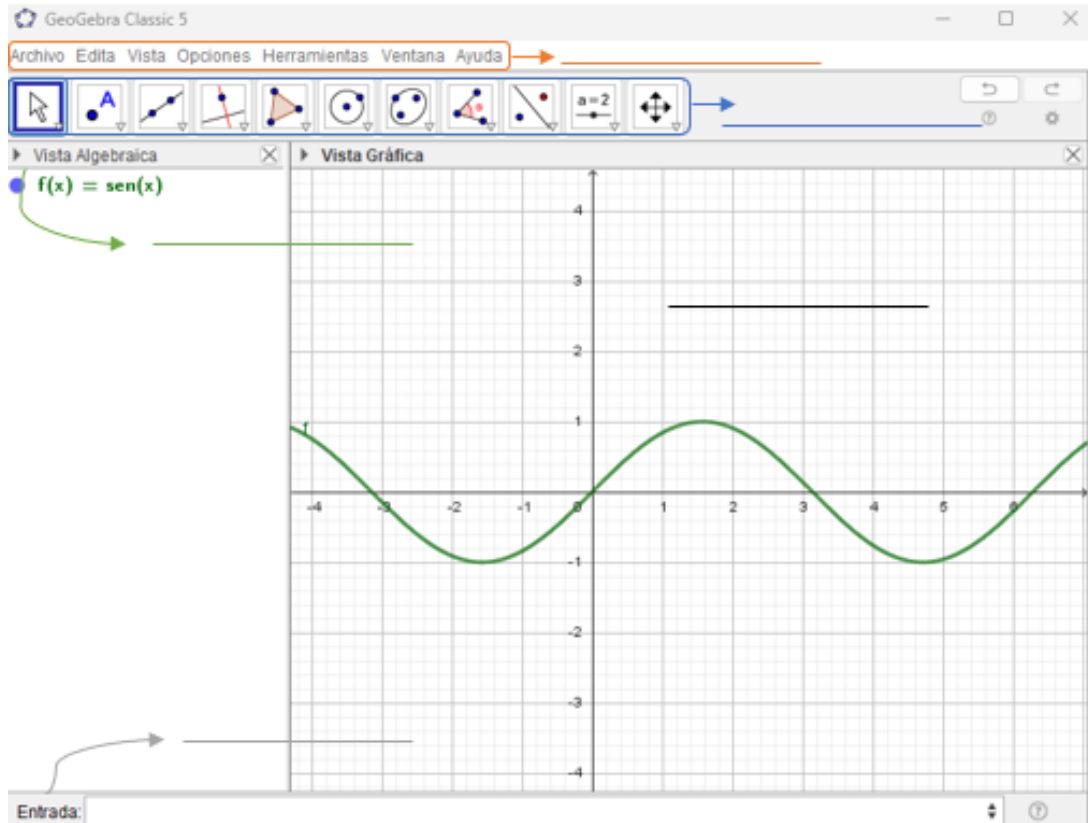 GeoGebra Classic 5
Archivo Edita Vista Opciones Herramientas Ventana Ayuda
A
a=2
Vista Algebraica
Vista Gráfica
f(x) = sen(x)
4
3
2
1
f
-4 -3 -2 -1 0 1 2 3 4 5 6
-1
-2
-3
-4
Entrada: